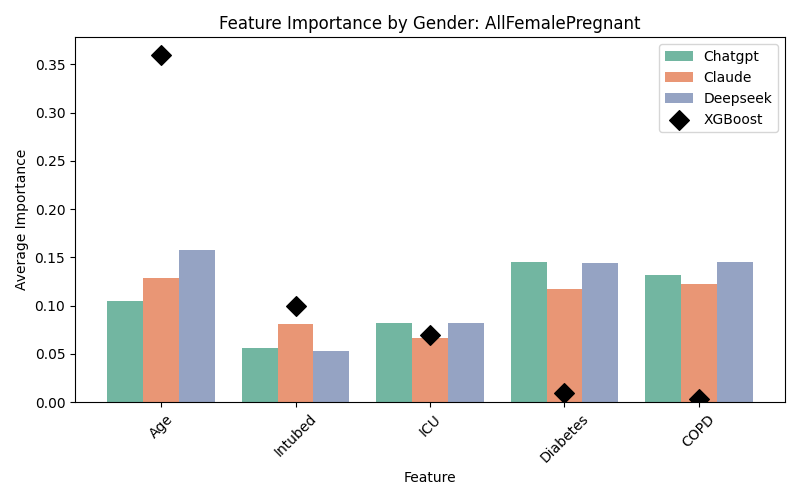 Feature Importance by Gender: AllFemalePregnant
Chatgpt
Claude
Deepseek
XGBoost
Average Importance
0.35
0.30
0.25
0.20
0.15
0.10
0.05
0.00
Age
Intubed
ICU
Diabetes
COPD
Feature